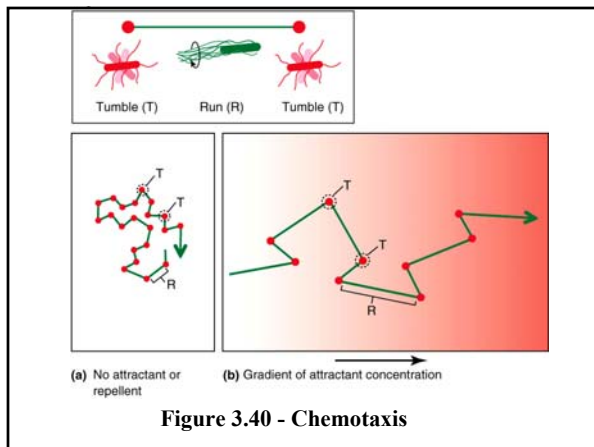 Tumble (T)
Run (R)
Tumble (T)
T
T
R
T
T
R
(a) No attractant or
repellent
(b) Gradient of attractant concentration
Figure 3.40 - Chemotaxis